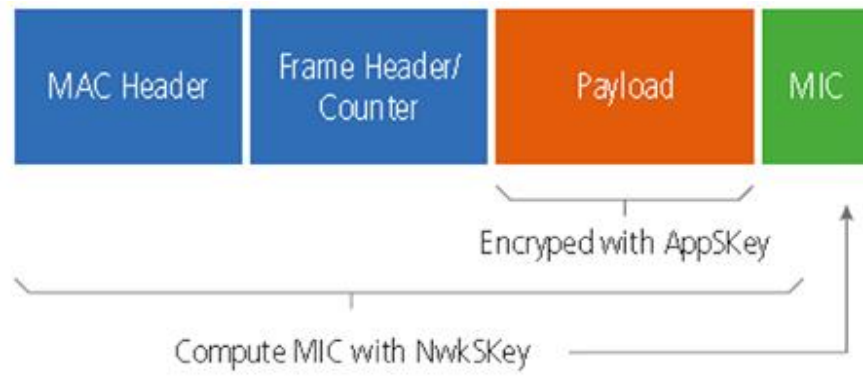 MAC Header
Frame Header/
Counter
Payload
MIC
Encryped with AppSKey
Compute MIC with NwkSKey